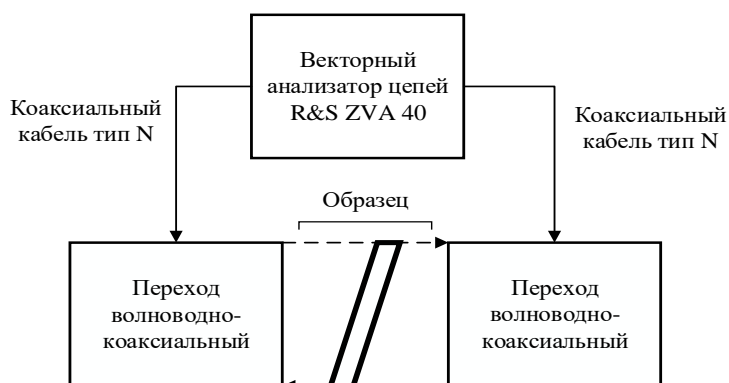 Векторный
анализатор цепей
R&S ZVA 40
Коаксиальный
кабель тип N
Коаксиальный
кабель тип N
Образец
Переход
волноводно-
коаксиальный
Переход
волноводно-
коаксиальный